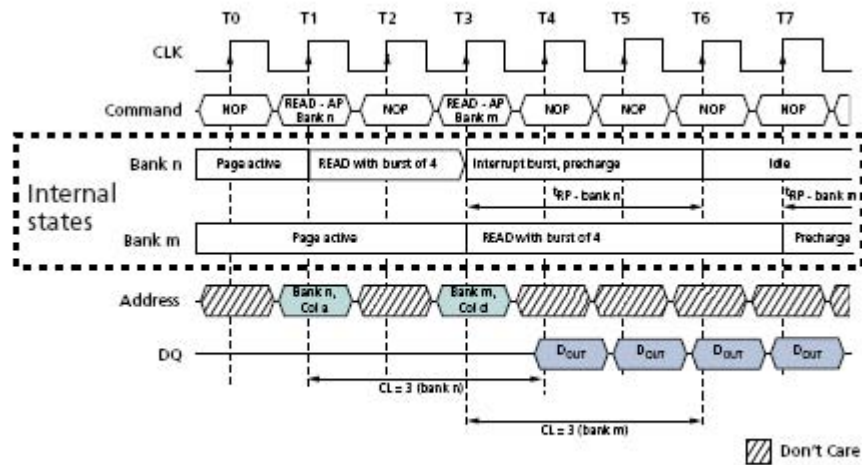 T0 T1 T2 T3 T4 T5 T6 T7
CLK
Command NOP READ - AP Bank n NOP READ - AP Bank m NOP NOP NOP NOP
Bank n Page active READ with burst of 4 Interrupt burst, precharge Idle
Internal states
tRP - bank n tRP - bank m
Bank m Page active READ with burst of 4 Precharge
Address Bank n, Col a Bank m, Col d
DQ DOUT DOUT DOUT DOUT
CL = 3 (bank n)
CL = 3 (bank m)
Don't Care